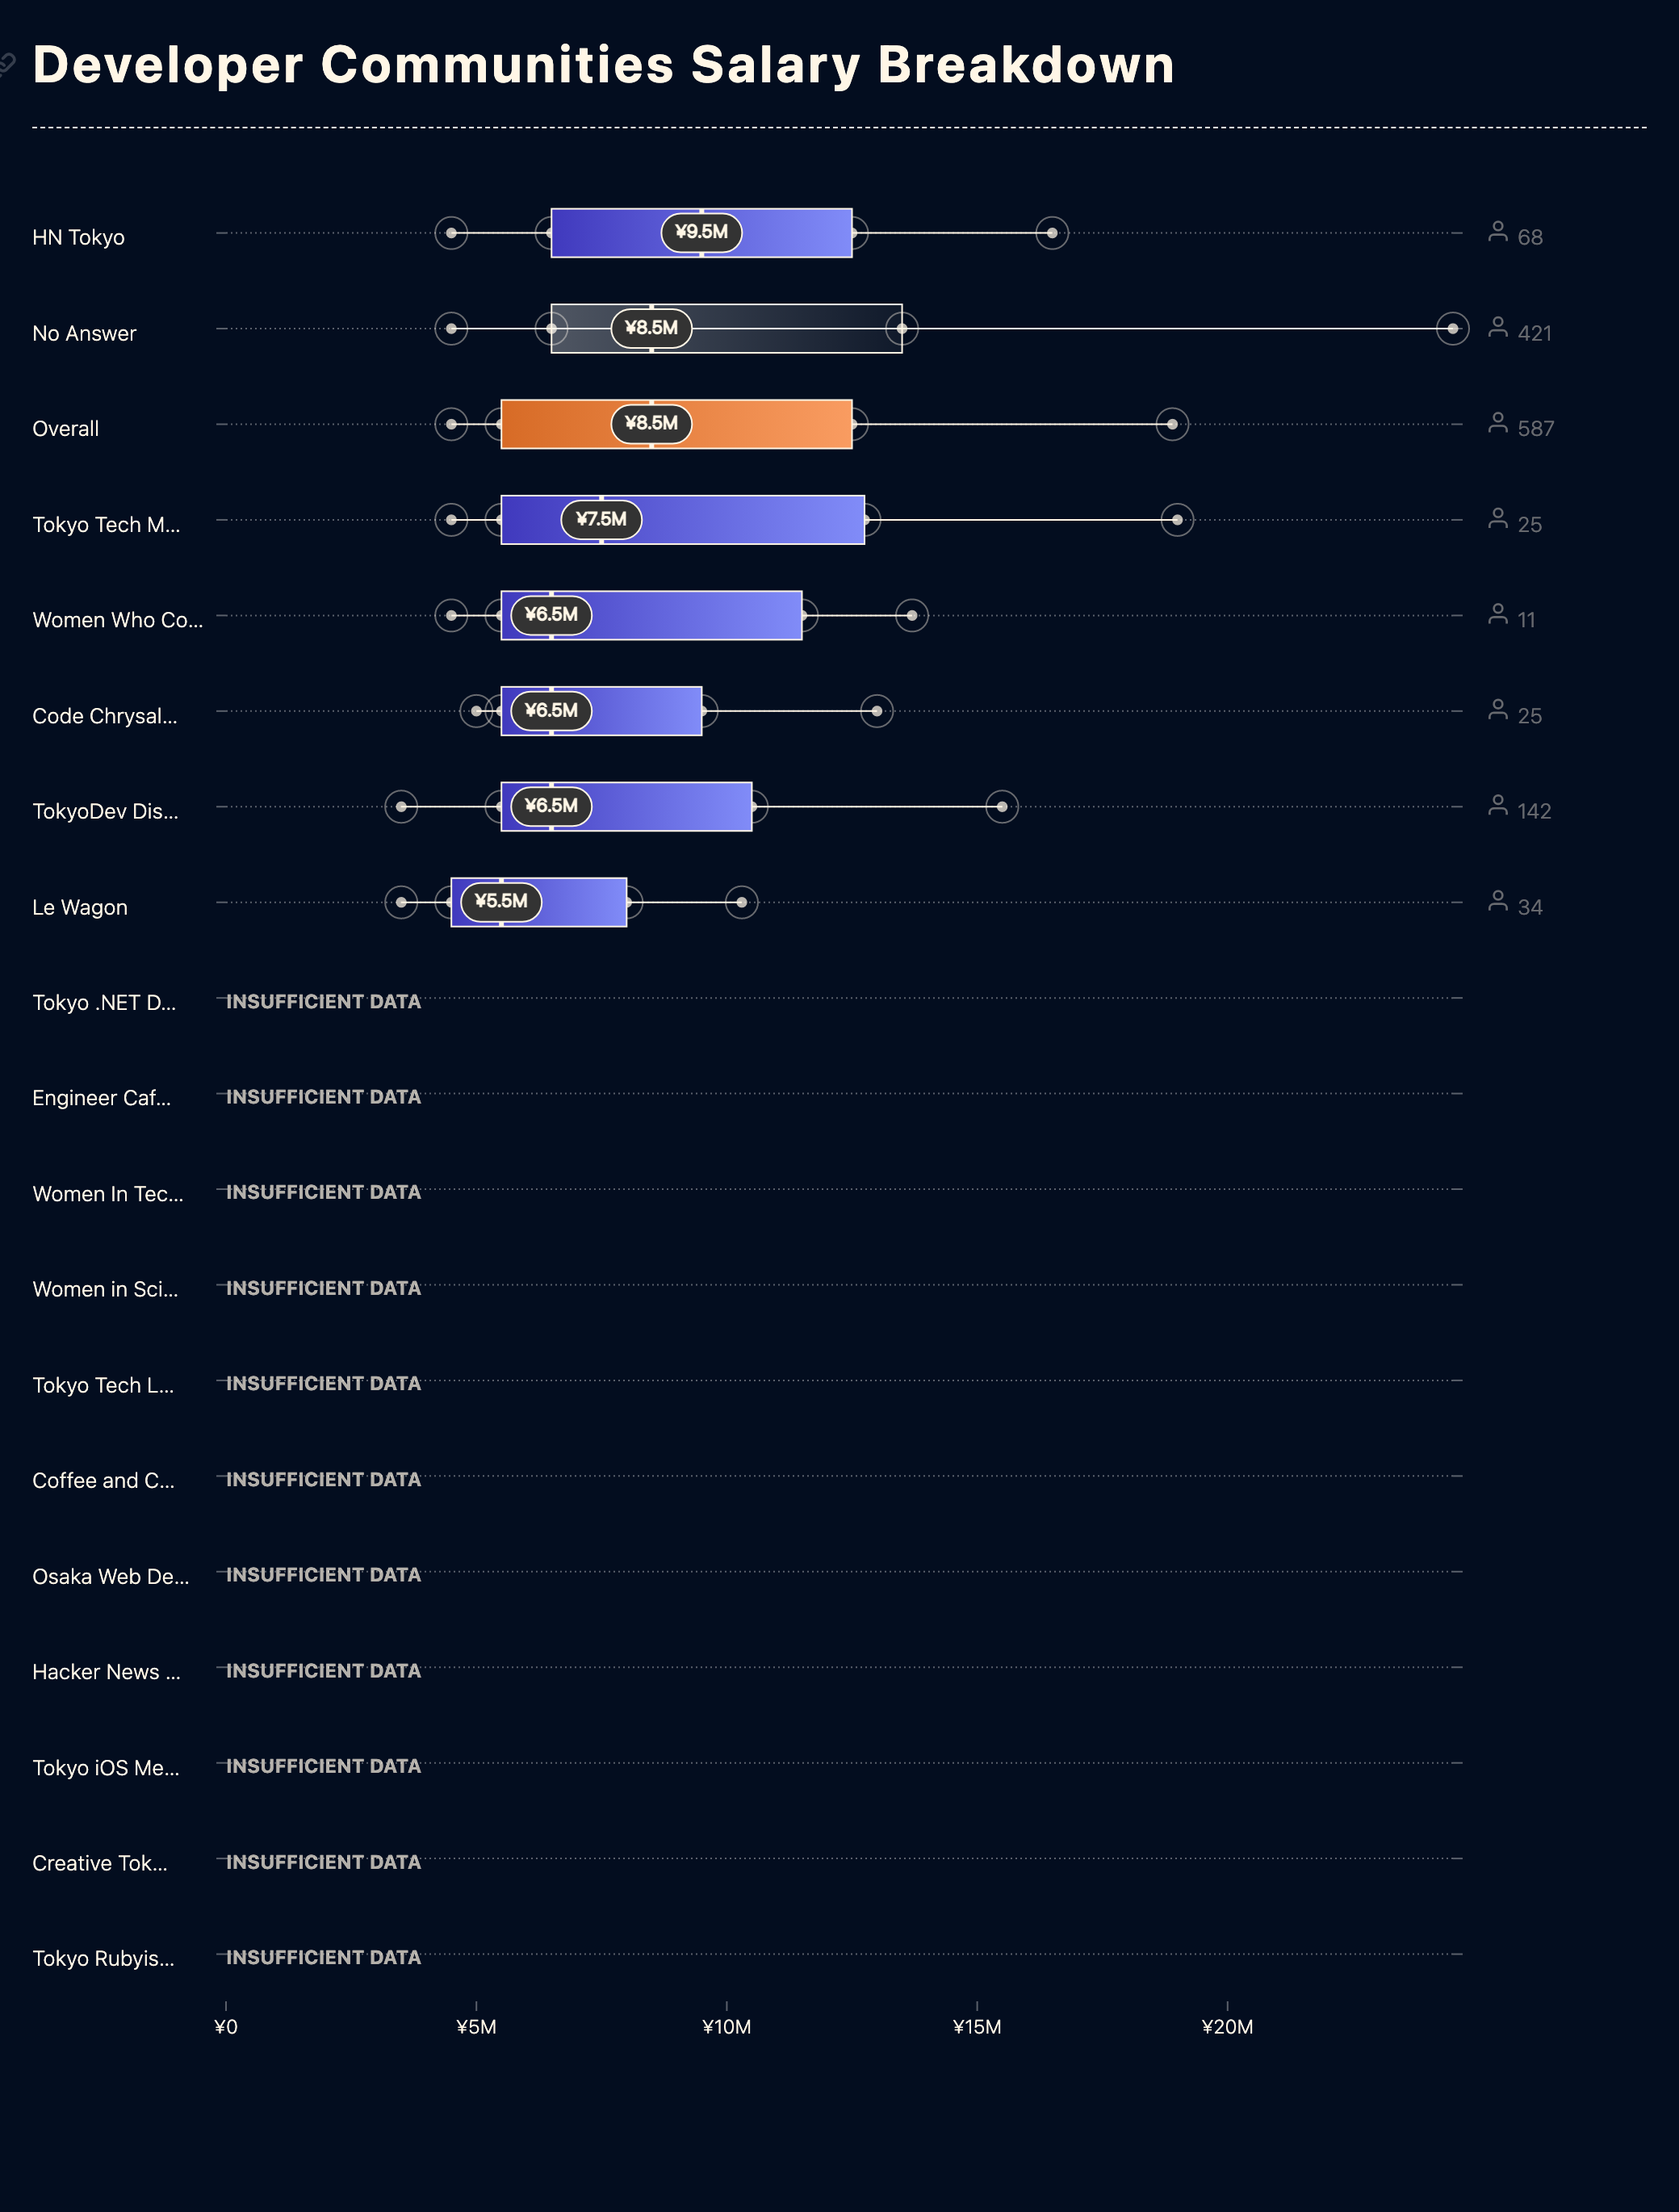 Developer Communities Salary Breakdown
HN Tokyo ¥9.5M 68
No Answer ¥8.5M 421
Overall ¥8.5M 587
Tokyo Tech M... ¥7.5M 25
Women Who Co... ¥6.5M 11
Code Chrysal... ¥6.5M 25
TokyoDev Dis... ¥6.5M 142
Le Wagon ¥5.5M 34
Tokyo .NET D... INSUFFICIENT DATA
Engineer Caf... INSUFFICIENT DATA
Women In Tec... INSUFFICIENT DATA
Women in Sci... INSUFFICIENT DATA
Tokyo Tech L... INSUFFICIENT DATA
Coffee and C... INSUFFICIENT DATA
Osaka Web De... INSUFFICIENT DATA
Hacker News ... INSUFFICIENT DATA
Tokyo iOS Me... INSUFFICIENT DATA
Creative Tok... INSUFFICIENT DATA
Tokyo Rubyis... INSUFFICIENT DATA
¥0 ¥5M ¥10M ¥15M ¥20M